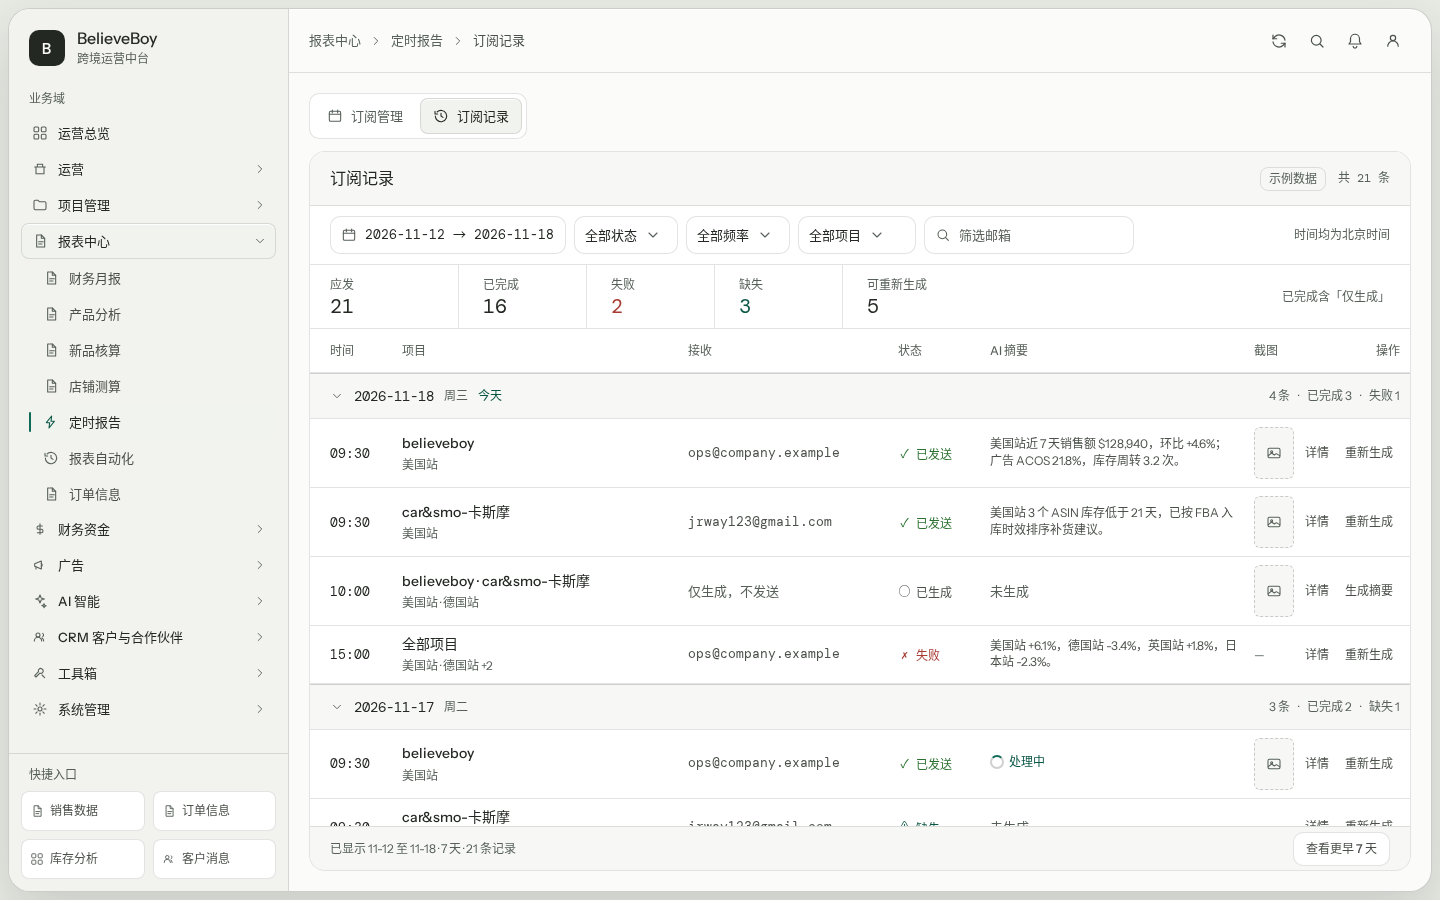 B
BelieveBoy
跨境运营中台
业务域
运营总览
运营
项目管理
报表中心
财务月报
产品分析
新品核算
店铺测算
定时报告
报表自动化
订单信息
财务资金
广告
AI 智能
CRM 客户与合作伙伴
工具箱
系统管理
快捷入口
销售数据
订单信息
库存分析
客户消息
报表中心 > 定时报告 > 订阅记录
订阅管理
订阅记录
订阅记录
示例数据
共 21 条
2026-11-12 → 2026-11-18
全部状态
全部频率
全部项目
筛选邮箱
时间均为北京时间
应发
21
已完成
16
失败
2
缺失
3
可重新生成
5
已完成含「仅生成」
时间 项目 接收 状态 AI 摘要 截图 操作
2026-11-18 周三 今天 4 条 · 已完成 3 · 失败 1
09:30
believeboy
美国站
ops@company.example
✓ 已发送
美国站近 7 天销售额 $128,940，环比 +4.6%；
广告 ACOS 21.8%，库存周转 3.2 次。
详情 重新生成
09:30
car&smo-卡斯摩
美国站
jrway123@gmail.com
✓ 已发送
美国站 3 个 ASIN 库存低于 21 天，已按 FBA 入
库时效排序补货建议。
详情 重新生成
10:00
believeboy · car&smo-卡斯摩
美国站·德国站
仅生成，不发送
已生成
未生成
详情 生成摘要
15:00
全部项目
美国站·德国站 +2
ops@company.example
✗ 失败
美国站 +6.1%，德国站 -3.4%，英国站 +1.8%，日
本站 -2.3%。
—
详情 重新生成
2026-11-17 周二 3 条 · 已完成 2 · 缺失 1
09:30
believeboy
美国站
ops@company.example
✓ 已发送
处理中
详情 重新生成
09:30
car&smo-卡斯摩
jrway123@gmail.com
缺失
未生成
详情 重新生成
已显示 11-12 至 11-18 · 7 天 · 21 条记录
查看更早 7 天